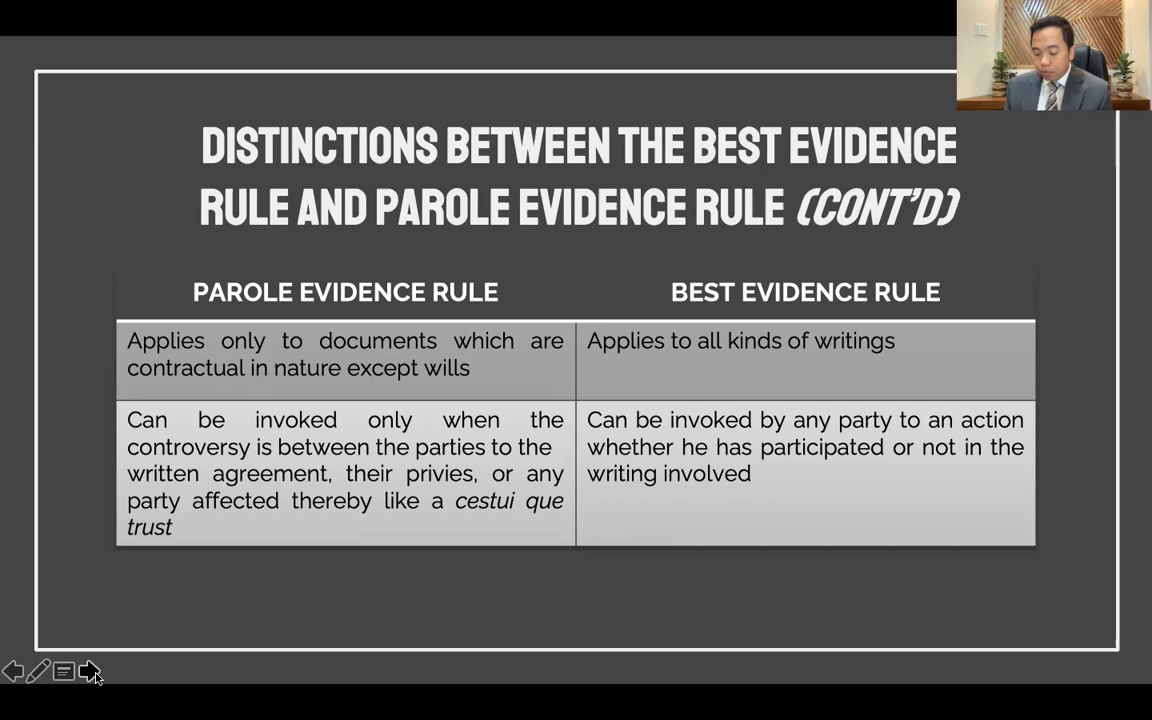 DISTINCTIONS BETWEEN THE BEST EVIDENCE
RULE AND PAROLE EVIDENCE RULE (CONT'D)
PAROLE EVIDENCE RULE
BEST EVIDENCE RULE
Applies only to documents which are
contractual in nature except wills
Applies to all kinds of writings
Can be invoked only when the
controversy is between the parties to the
written agreement, their privies, or any
party affected thereby like a cestui que
trust
Can be invoked by any party to an action
whether he has participated or not in the
writing involved